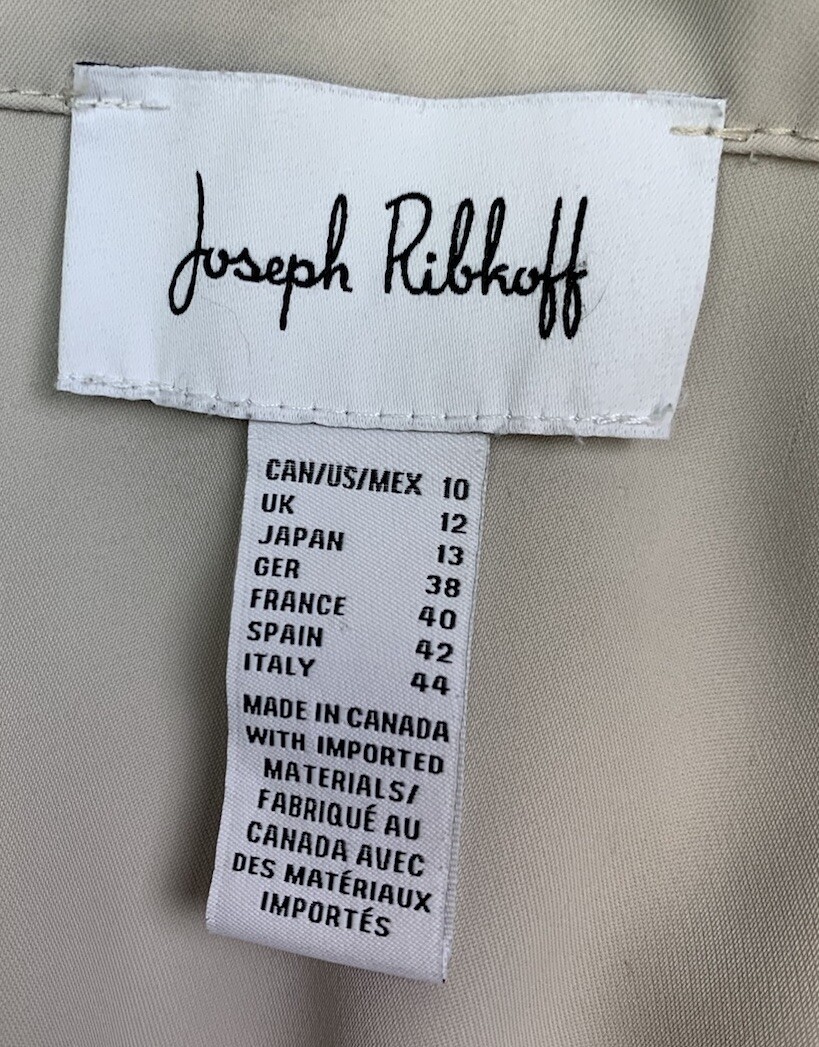 Joseph Ribkoff
CAN/US/MEX 10
UK 12
JAPAN 13
GER 38
FRANCE 40
SPAIN 42
ITALY 44
MADE IN CANADA
WITH IMPORTED
MATERIALS/
FABRIQUÉ AU
CANADA AVEC
DES MATÉRIAUX
IMPORTÉS